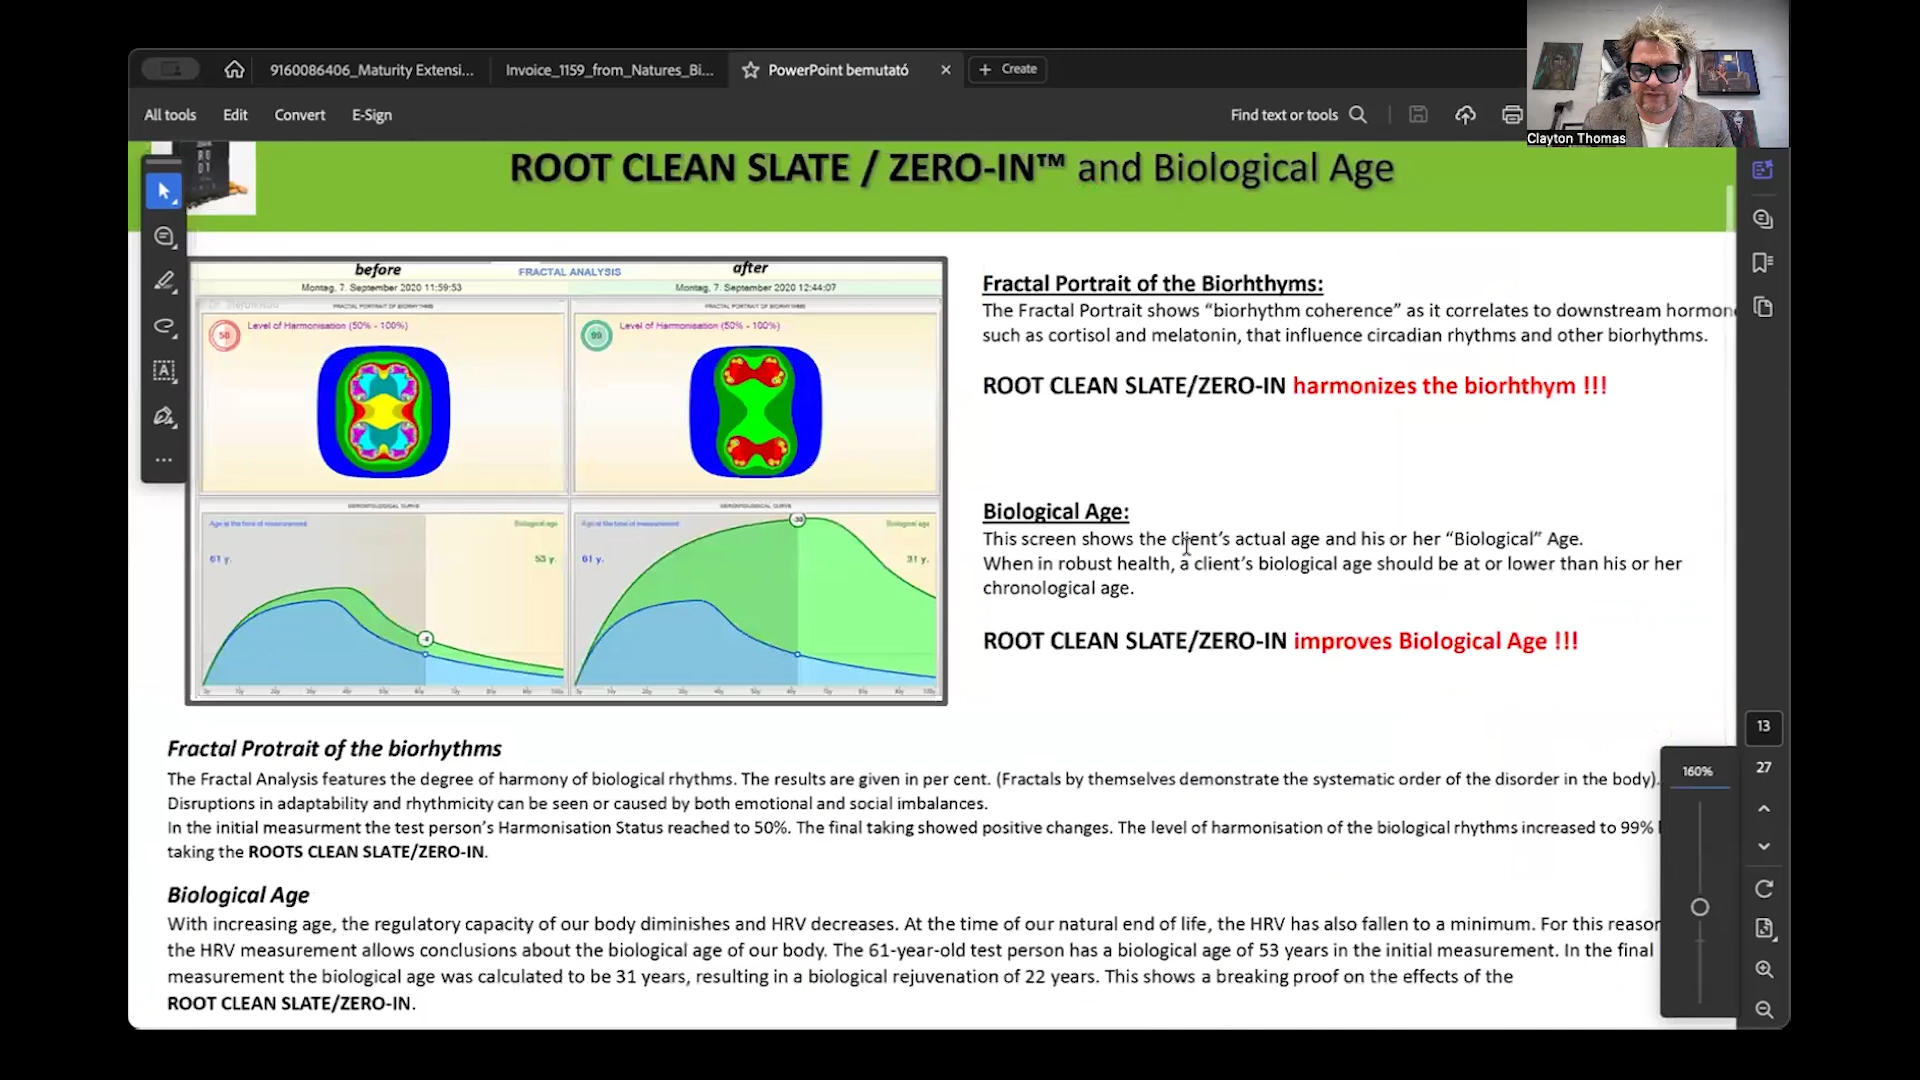 9160086406_Maturity Extensi...
Invoice_1159_from_Natures_Bi...
PowerPoint bemutató
Create
All tools
Edit
Convert
E-Sign
Find text or tools
Clayton Thomas
ROOT CLEAN SLATE / ZERO-IN™ and Biological Age
before
FRACTAL ANALYSIS
after
Montag, 7. September 2020 11:59:53
Montag, 7. September 2020 12:44:07
FRACTAL PORTRAIT OF BIORHYTHMS
FRACTAL PORTRAIT OF BIORHYTHMS
50
Level of Harmonisation (50% - 100%)
99
Level of Harmonisation (50% - 100%)
GERONTOLOGICAL CURVE
GERONTOLOGICAL CURVE
Age at the time of measurement
Biological age
Age at the time of measurement
Biological age
61 y.
53 y.
61 y.
31 y.
-8
-30
Fractal Portrait of the Biorhthyms:
The Fractal Portrait shows “biorhythm coherence” as it correlates to downstream hormon
such as cortisol and melatonin, that influence circadian rhythms and other biorhythms.
ROOT CLEAN SLATE/ZERO-IN harmonizes the biorhthym !!!
Biological Age:
This screen shows the client’s actual age and his or her “Biological” Age.
When in robust health, a client’s biological age should be at or lower than his or her
chronological age.
ROOT CLEAN SLATE/ZERO-IN improves Biological Age !!!
Fractal Protrait of the biorhythms
The Fractal Analysis features the degree of harmony of biological rhythms. The results are given in per cent. (Fractals by themselves demonstrate the systematic order of the disorder in the body).
Disruptions in adaptability and rhythmicity can be seen or caused by both emotional and social imbalances.
In the initial measurment the test person’s Harmonisation Status reached to 50%. The final taking showed positive changes. The level of harmonisation of the biological rhythms increased to 99%
taking the ROOTS CLEAN SLATE/ZERO-IN.
Biological Age
With increasing age, the regulatory capacity of our body diminishes and HRV decreases. At the time of our natural end of life, the HRV has also fallen to a minimum. For this reason
the HRV measurement allows conclusions about the biological age of our body. The 61-year-old test person has a biological age of 53 years in the initial measurement. In the final
measurement the biological age was calculated to be 31 years, resulting in a biological rejuvenation of 22 years. This shows a breaking proof on the effects of the
ROOT CLEAN SLATE/ZERO-IN.
13
27
160%